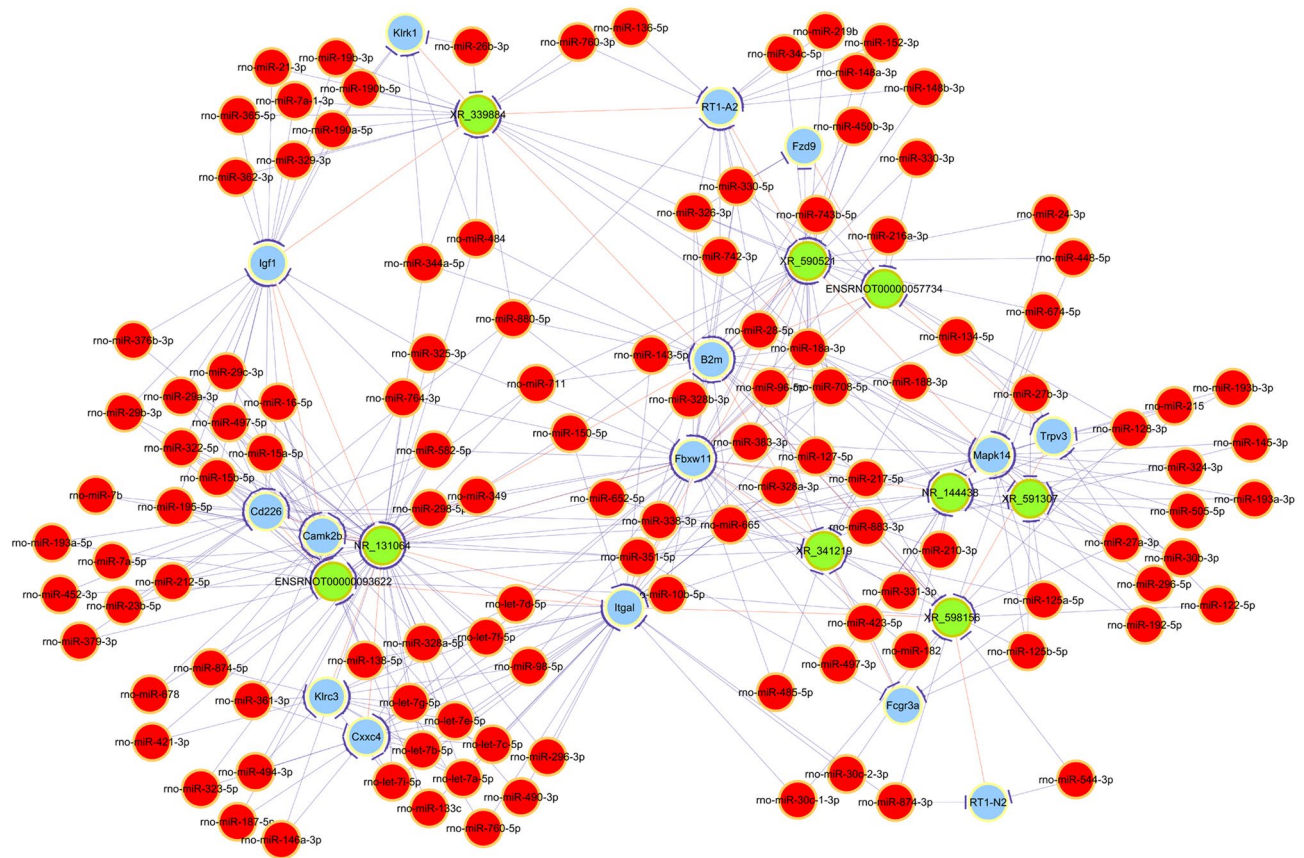 Klrk1
rno-miR-26b-3p
rno-miR-136-5p
rno-miR-760-3p
rno-miR-219b
rno-miR-34c-5p
rno-miR-152-3p
rno-miR-19b-3p
rno-miR-21-3p
rno-miR-148a-3p
rno-miR-190b-5p
rno-miR-148b-3p
rno-miR-7a-1-3p
rno-miR-365-5p
XR_339884
RT1-A2
rno-miR-450b-3p
rno-miR-190a-5p
Fzd9
rno-miR-329-3p
rno-miR-330-3p
rno-miR-362-3p
rno-miR-330-5p
rno-miR-326-3p
rno-miR-743b-5p
rno-miR-24-3p
rno-miR-484
rno-miR-216a-3p
rno-miR-742-3p
rno-miR-448-5p
Igf1
rno-miR-344a-5p
XR_590521
ENSRNOT00000057734
rno-miR-674-5p
rno-miR-880-5p
rno-miR-28-5p
rno-miR-134-5p
rno-miR-376b-3p
rno-miR-18a-3p
rno-miR-325-3p
rno-miR-143-5p
B2m
rno-miR-29c-3p
rno-miR-711
rno-miR-188-3p
rno-miR-193b-3p
rno-miR-96-5p
rno-miR-708-5p
rno-miR-29a-3p
rno-miR-16-5p
rno-miR-764-3p
rno-miR-328b-3p
rno-miR-27b-3p
rno-miR-215
rno-miR-29b-3p
rno-miR-497-5p
rno-miR-150-5p
rno-miR-128-3p
Trpv3
rno-miR-322-5p
rno-miR-15a-5p
rno-miR-582-5p
rno-miR-383-3p
rno-miR-145-3p
rno-miR-127-5p
Mapk14
Fbxw11
rno-miR-324-3p
rno-miR-15b-5p
rno-miR-217-5p
rno-miR-328a-3p
rno-miR-7b
rno-miR-349
rno-miR-652-5p
NR_144438
XR_591307
rno-miR-193a-3p
rno-miR-195-5p
rno-miR-298-5p
rno-miR-505-5p
Cd226
rno-miR-338-3p
rno-miR-665
rno-miR-883-3p
Camk2b
rno-miR-193a-5p
NR_131064
rno-miR-27a-3p
XR_341219
rno-miR-210-3p
rno-miR-30b-3p
rno-miR-7a-5p
rno-miR-351-5p
ENSRNOT00000093622
rno-miR-212-5p
rno-miR-296-5p
rno-miR-452-3p
rno-miR-10b-5p
rno-miR-331-3p
rno-miR-125a-5p
rno-miR-23b-5p
rno-let-7d-5p
Itgal
rno-miR-122-5p
XR_598156
rno-miR-423-5p
rno-miR-192-5p
rno-miR-379-3p
rno-let-7f-5p
rno-miR-328a-5p
rno-miR-182
rno-miR-125b-5p
rno-miR-138-5p
rno-miR-874-5p
rno-miR-98-5p
rno-miR-497-3p
rno-miR-485-5p
rno-miR-678
Klrc3
rno-miR-381-3p
rno-let-7g-5p
Fcgr3a
rno-let-7e-5p
Cxxc4
rno-miR-421-3p
rno-let-7b-5p
rno-let-7c-5p
rno-miR-296-3p
rno-miR-494-3p
rno-let-7i-5p
rno-let-7a-5p
rno-miR-30c-2-3p
rno-miR-544-3p
rno-miR-323-5p
rno-miR-490-3p
rno-miR-30c-1-3p
rno-miR-874-3p
RT1-N2
rno-miR-133c
rno-miR-187-5p
rno-miR-760-5p
rno-miR-146a-3p